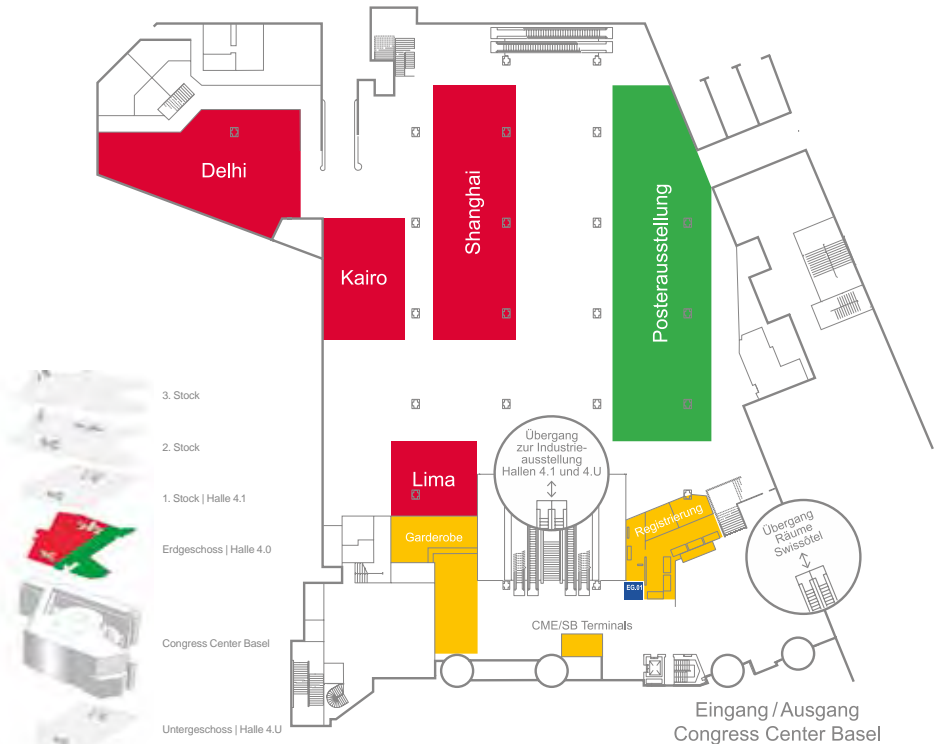 Delhi
Kairo
Shanghai
Posterausstellung
3. Stock
2. Stock
1. Stock | Halle 4.1
Erdgeschoss | Halle 4.0
Congress Center Basel
Untergeschoss | Halle 4.U
Lima
Garderobe
Übergang
zur Industrie-
ausstellung
Hallen 4.1 und 4.U
Registrierung
EG.01
Übergang
Räume
Swissôtel
CME/SB Terminals
Eingang / Ausgang
Congress Center Basel